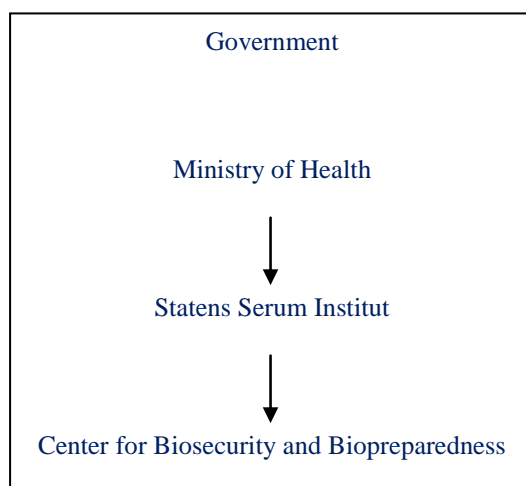 Government
Ministry of Health
Statens Serum Institut
Center for Biosecurity and Biopreparedness